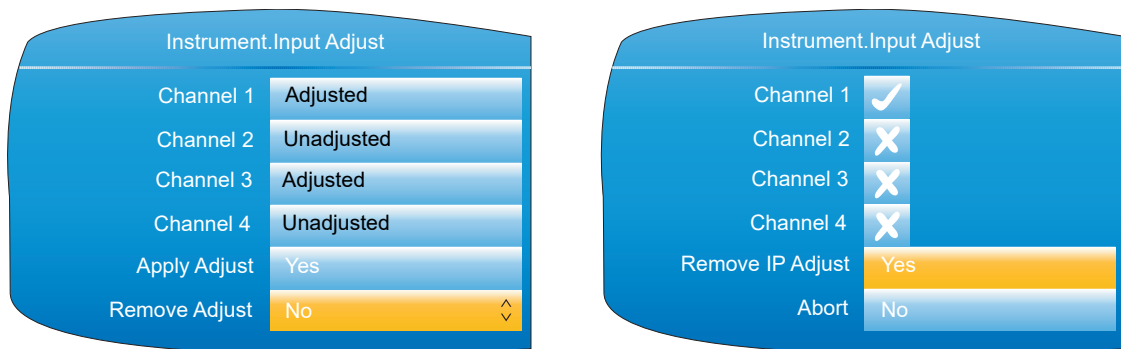 Instrument.Input Adjust
Channel 1 Adjusted
Channel 2 Unadjusted
Channel 3 Adjusted
Channel 4 Unadjusted
Apply Adjust Yes
Remove Adjust No
Instrument.Input Adjust
Channel 1
Channel 2
Channel 3
Channel 4
Remove IP Adjust Yes
Abort No